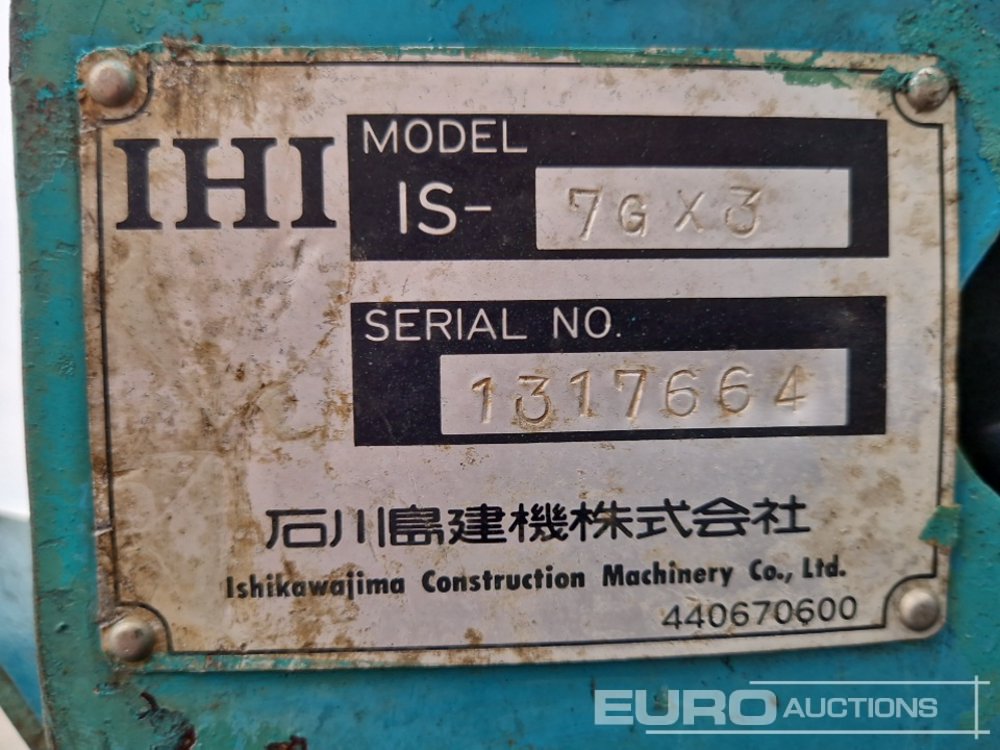 IHI
MODEL
IS- 7GX3
SERIAL NO.
1317664
石川島建機株式会社
Ishikawajima Construction Machinery Co., Ltd.
440670600
EURO AUCTIONS